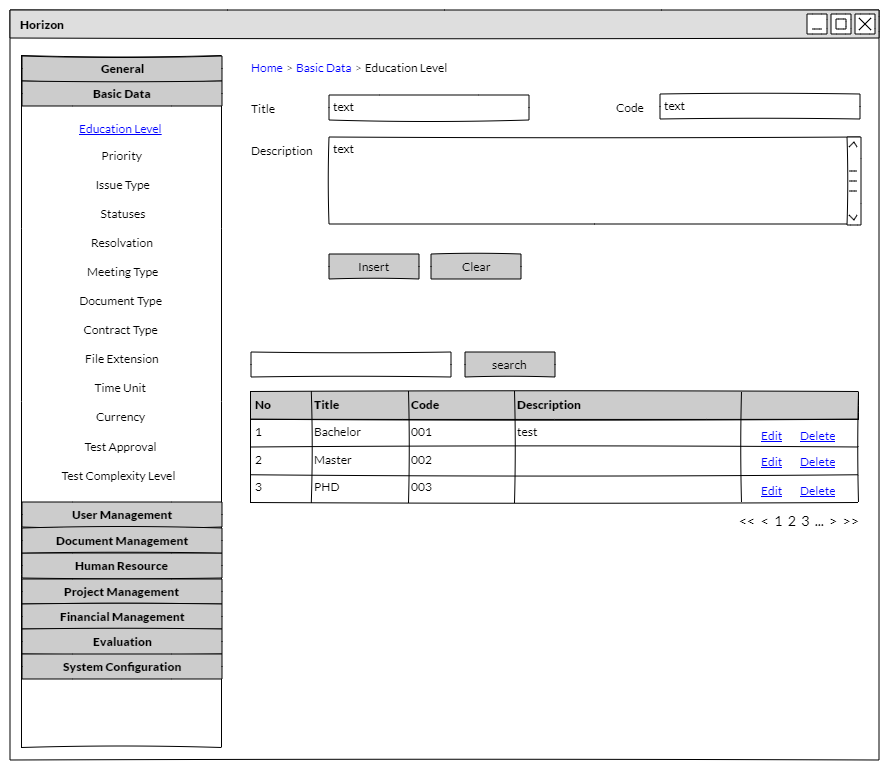 Horizon
General
Basic Data
Education Level
Priority
Issue Type
Statuses
Resolvation
Meeting Type
Document Type
Contract Type
File Extension
Time Unit
Currency
Test Approval
Test Complexity Level
User Management
Document Management
Human Resource
Project Management
Financial Management
Evaluation
System Configuration
Home > Basic Data > Education Level
Title text Code text
Description text
Insert Clear
search
No Title Code Description
1 Bachelor 001 test Edit Delete
2 Master 002 Edit Delete
3 PHD 003 Edit Delete
<< < 1 2 3 ... > >>